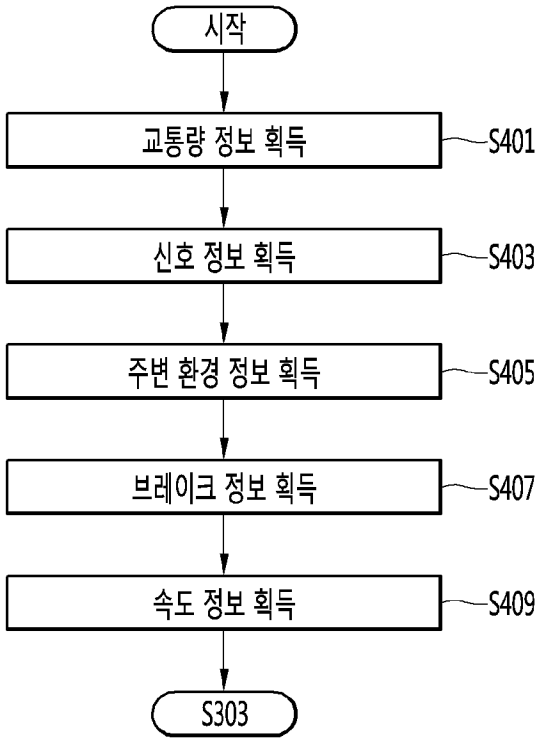 시작
교통량 정보 획득
S401
신호 정보 획득
S403
주변 환경 정보 획득
S405
브레이크 정보 획득
S407
속도 정보 획득
S409
S303